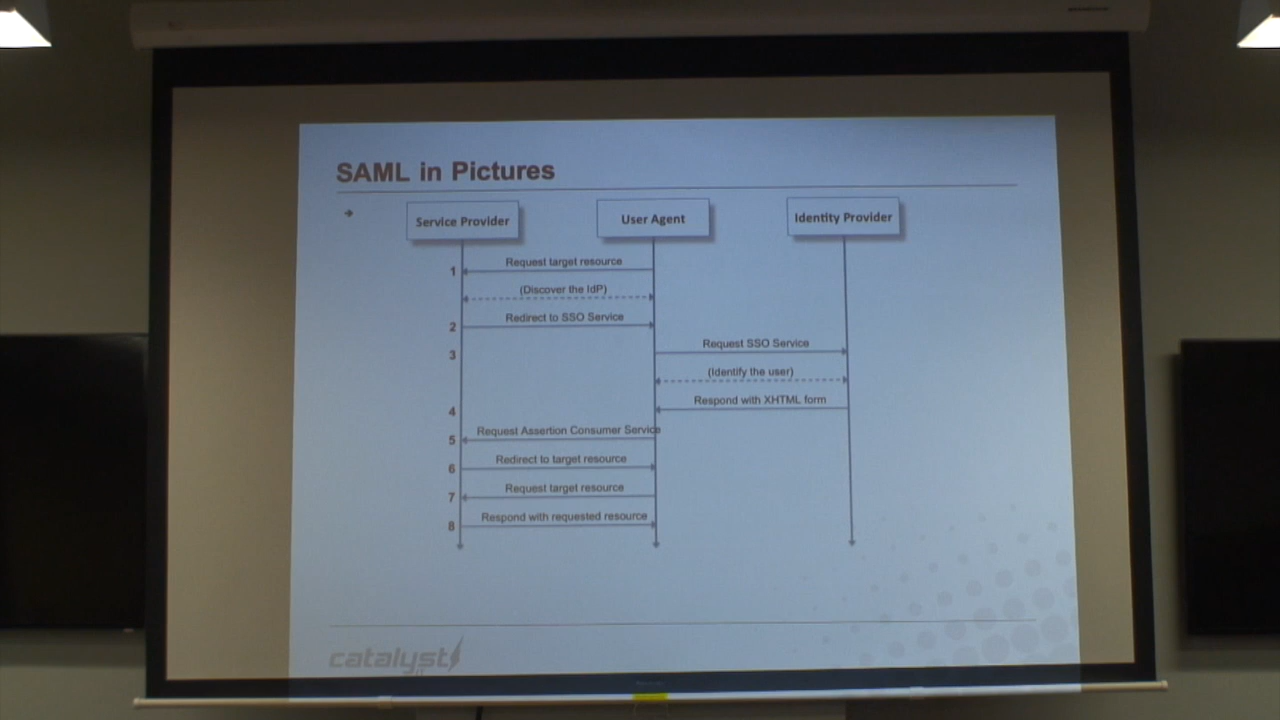 SAML in Pictures
Service Provider
User Agent
Identity Provider
1
Request target resource
(Discover the IdP)
2
Redirect to SSO Service
3
Request SSO Service
(Identify the user)
4
Respond with XHTML form
5
Request Assertion Consumer Service
6
Redirect to target resource
7
Request target resource
8
Respond with requested resource
catalyst
IT